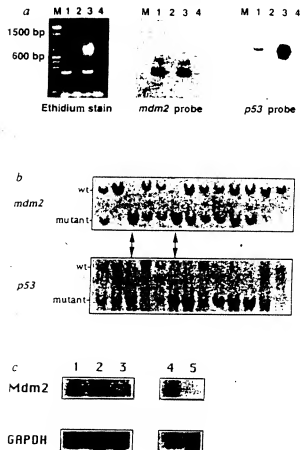 a
M 1 2 3 4
M 1 2 3 4
M 1 2 3 4
1500 bp
600 bp
Ethidium stain
mdm2 probe
p53 probe
b
wt
mdm2
mutant
p53
mutant
c
1 2 3 4 5
Mdm2
GAPDH